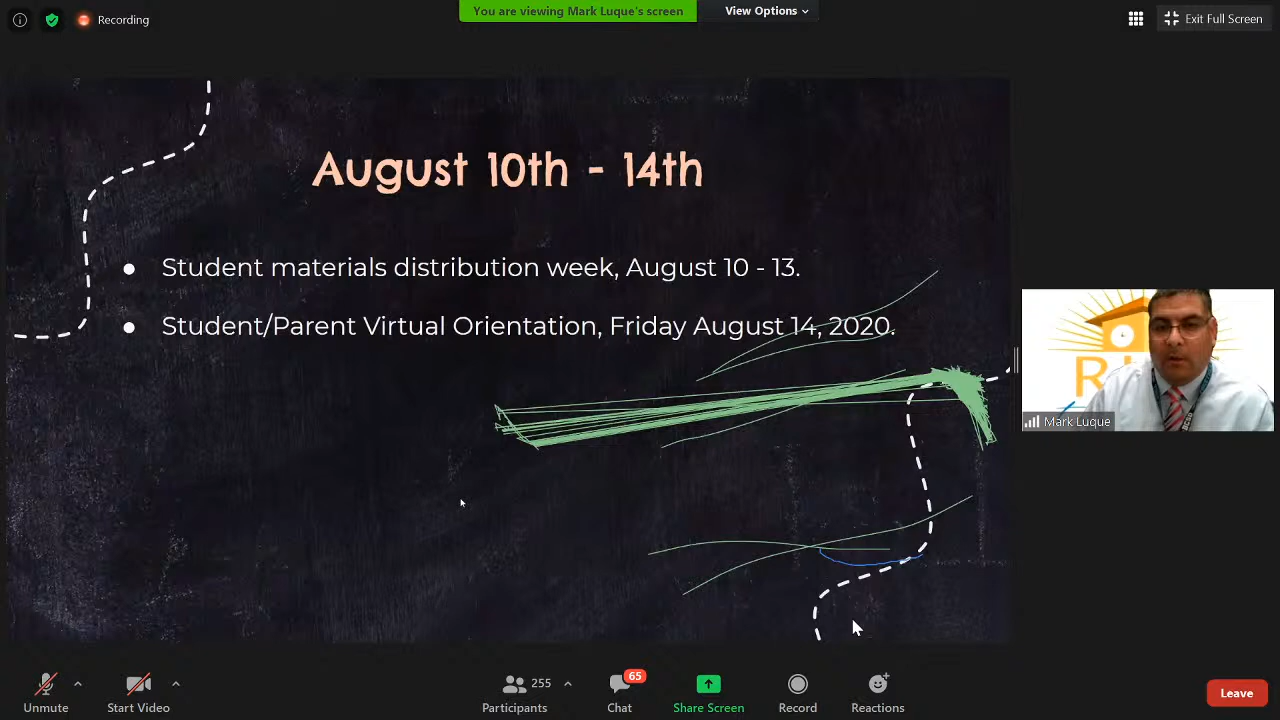 Recording
You are viewing Mark Luque's screen
View Options
Exit Full Screen
August 10th - 14th
● Student materials distribution week, August 10 - 13.
● Student/Parent Virtual Orientation, Friday August 14, 2020.
Mark Luque
Unmute
Start Video
255
Participants
65
Chat
Share Screen
Record
Reactions
Leave